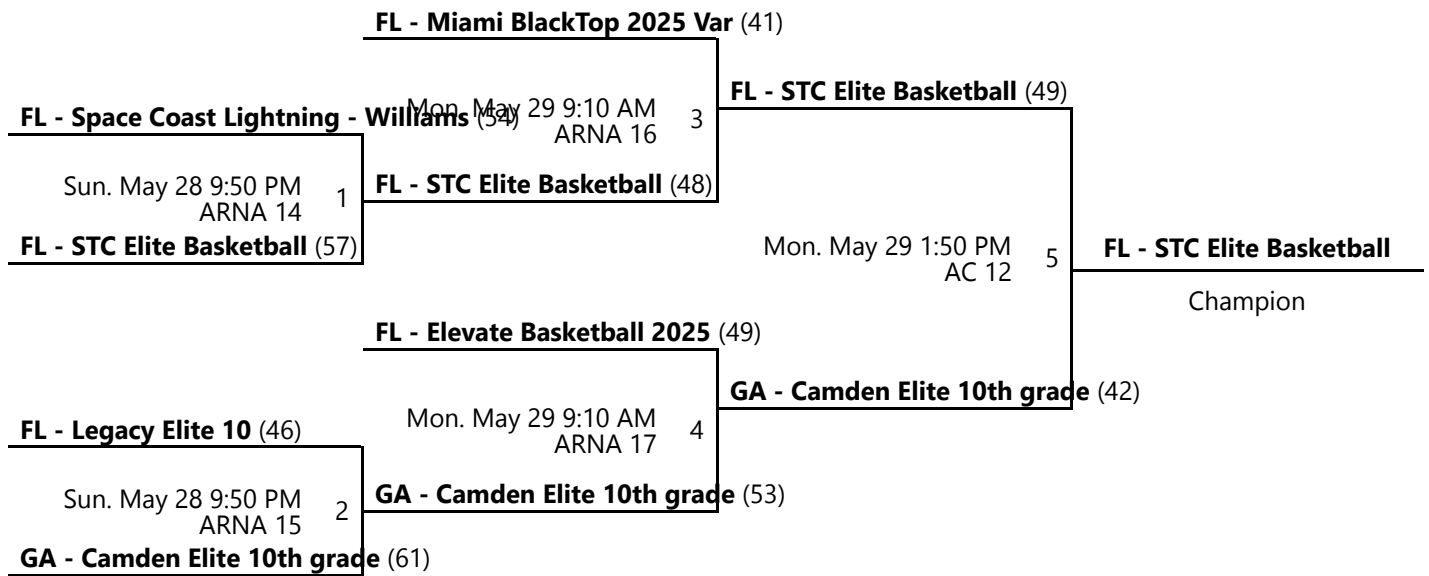 FL - Miami BlackTop 2025 Var (41)
FL - STC Elite Basketball (49)
FL - Space Coast Lightning - Williams (54)
Mon. May 29 9:10 AM
ARNA 16
3
Sun. May 28 9:50 PM
ARNA 14
1
FL - STC Elite Basketball (48)
FL - STC Elite Basketball (57)
Mon. May 29 1:50 PM
AC 12
5
FL - STC Elite Basketball
Champion
FL - Elevate Basketball 2025 (49)
GA - Camden Elite 10th grade (42)
FL - Legacy Elite 10 (46)
Mon. May 29 9:10 AM
ARNA 17
4
Sun. May 28 9:50 PM
ARNA 15
2
GA - Camden Elite 10th grade (53)
GA - Camden Elite 10th grade (61)